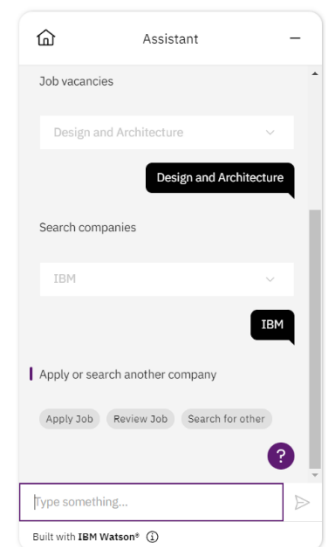 Assistant
Job vacancies
Design and Architecture
Design and Architecture
Search companies
IBM
IBM
Apply or search another company
Apply Job Review Job Search for other
?
Type something...
Built with IBM Watson®